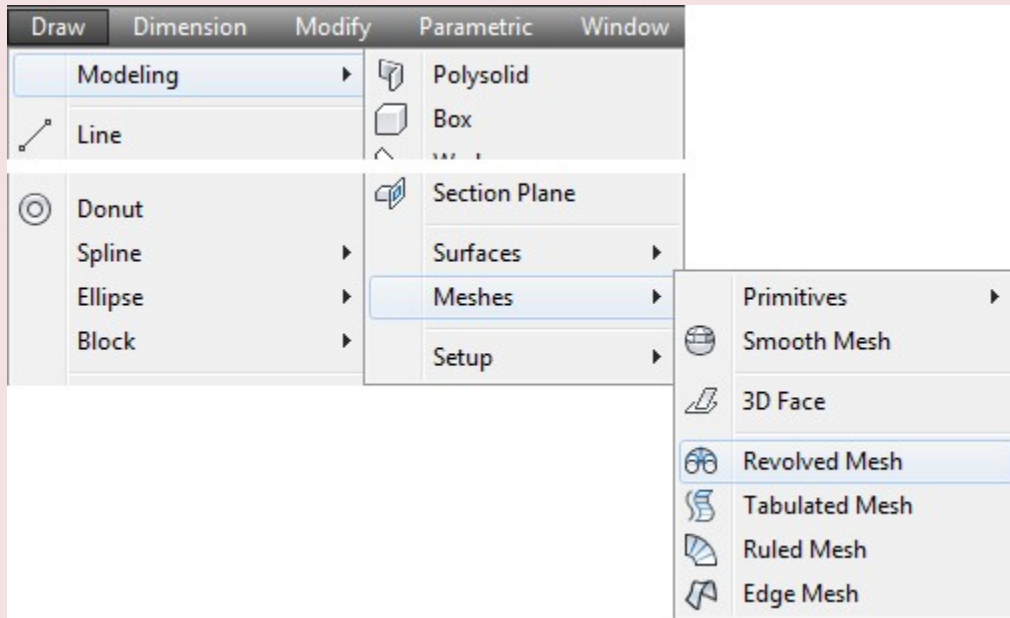 Draw Dimension Modify Parametric Window
Modeling
Line
Donut
Spline
Ellipse
Block
Polysolid
Box
Section Plane
Surfaces
Meshes
Setup
Primitives
Smooth Mesh
3D Face
Revolved Mesh
Tabulated Mesh
Ruled Mesh
Edge Mesh